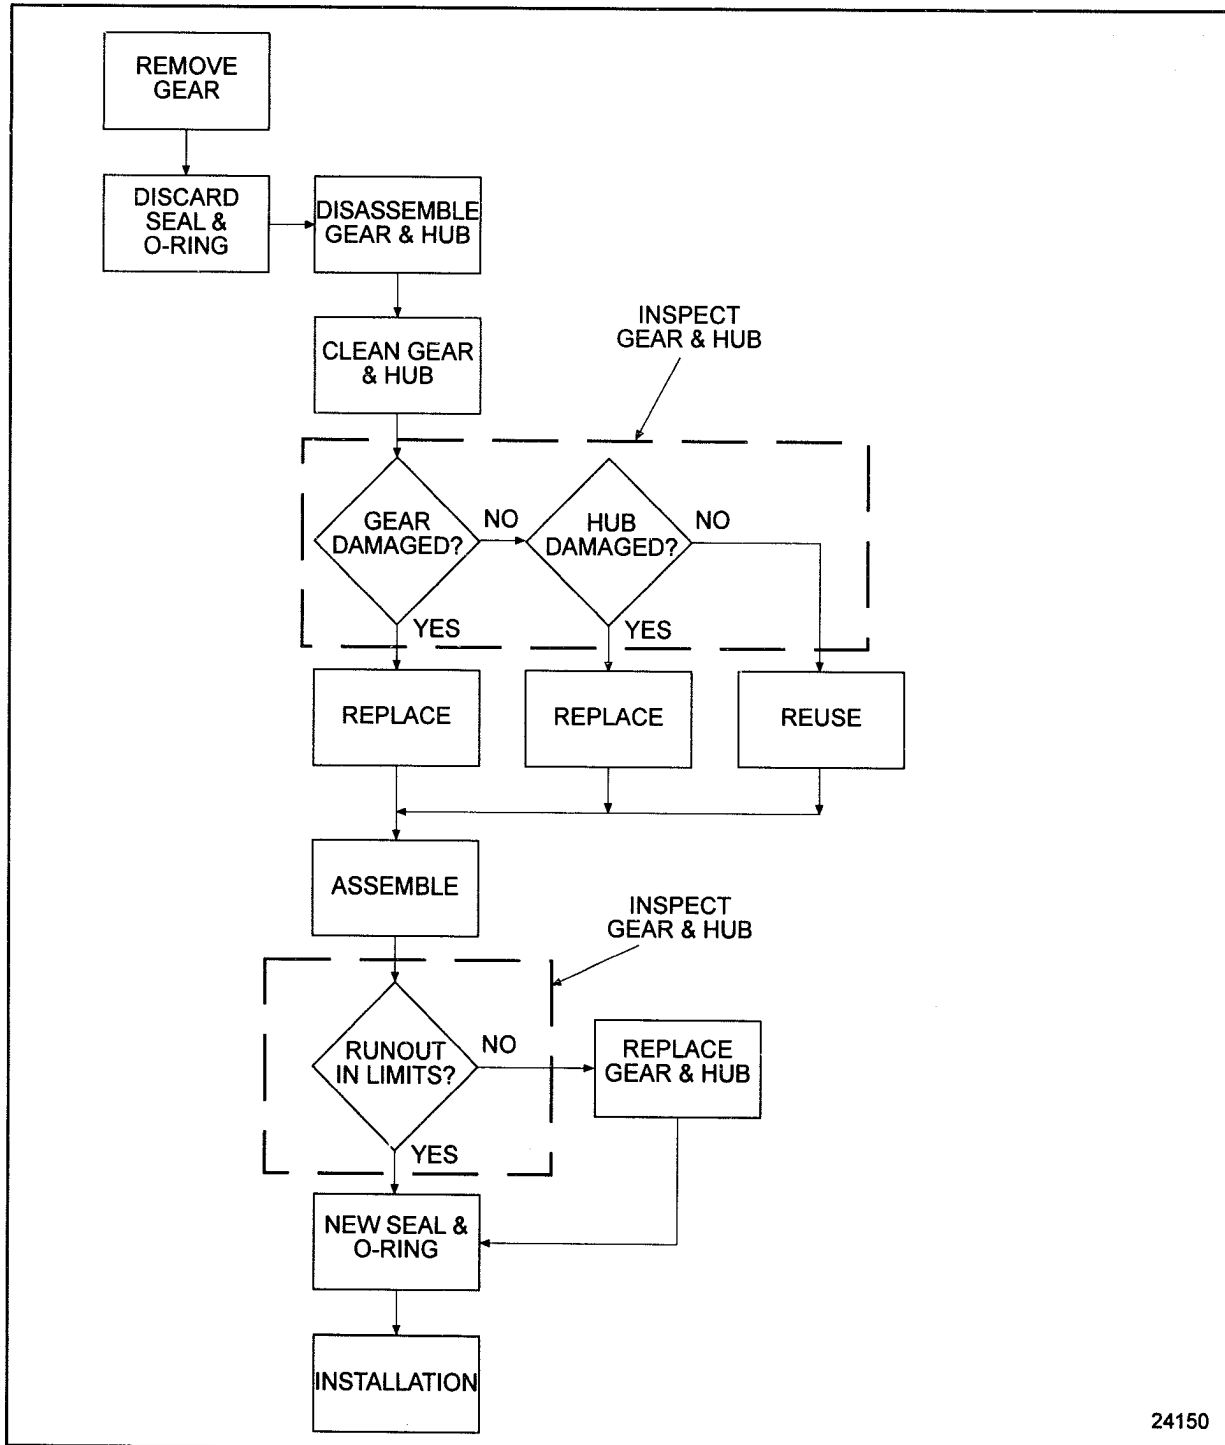 REMOVE
GEAR
DISCARD
SEAL &
O-RING
DISASSEMBLE
GEAR & HUB
CLEAN GEAR
& HUB
INSPECT
GEAR & HUB
GEAR
DAMAGED?
NO
HUB
DAMAGED?
NO
YES
YES
REPLACE
REPLACE
REUSE
ASSEMBLE
INSPECT
GEAR & HUB
RUNOUT
IN LIMITS?
NO
REPLACE
GEAR & HUB
YES
NEW SEAL &
O-RING
INSTALLATION
24150